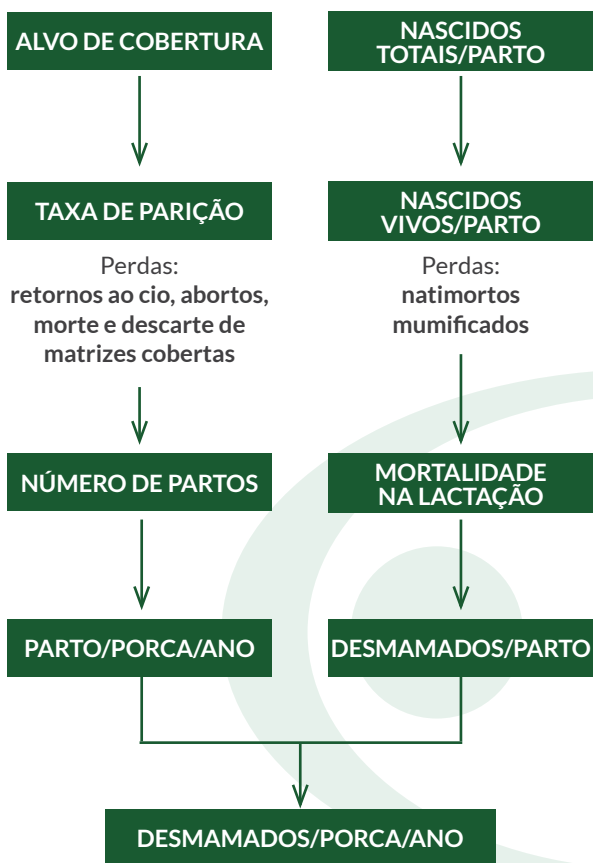 ALVO DE COBERTURA
TAXA DE PARIÇÃO
Perdas:
retornos ao cio, abortos,
morte e descarte de
matrizes cobertas
NÚMERO DE PARTOS
PARTO/PORCA/ANO
NASCIDOS
TOTAIS/PARTO
NASCIDOS
VIVOS/PARTO
Perdas:
natimortos
mumificados
MORTALIDADE
NA LACTAÇÃO
DESMAMADOS/PARTO
DESMAMADOS/PORCA/ANO